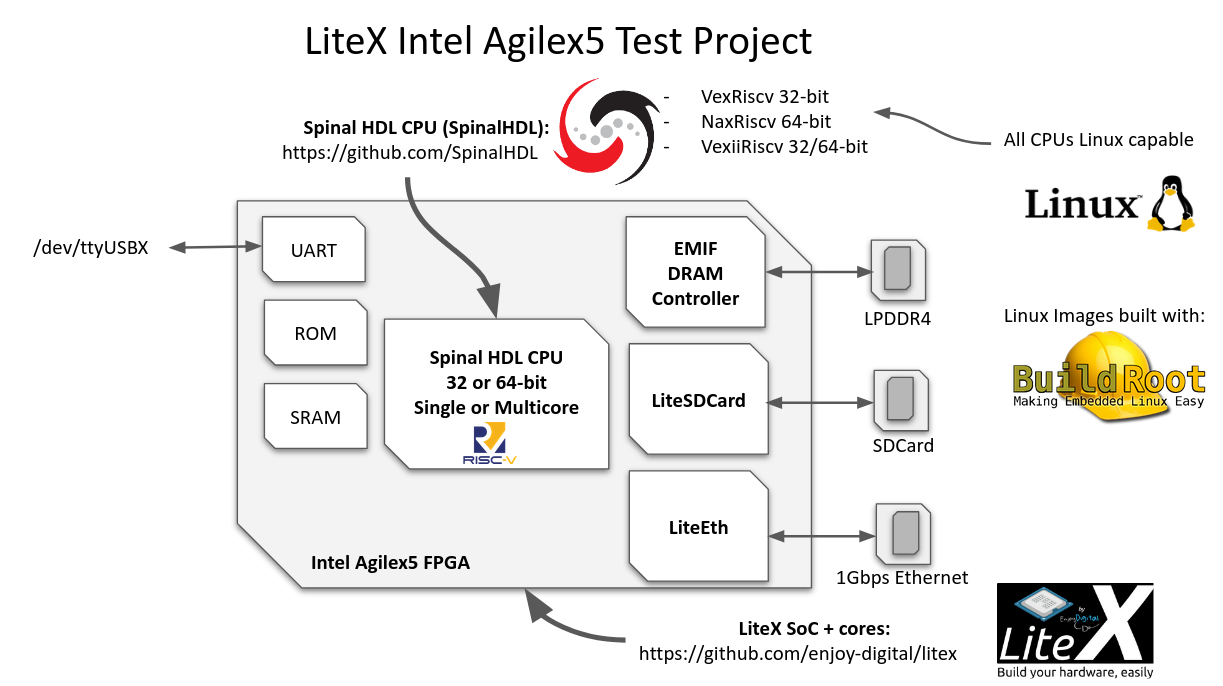 LiteX Intel Agilex5 Test Project
Spinal HDL CPU (SpinalHDL):
https://github.com/SpinalHDL
- VexRiscv 32-bit
- NaxRiscv 64-bit
- VexiiRiscv 32/64-bit
All CPUs Linux capable
Linux™
/dev/ttyUSBX
UART
ROM
SRAM
Spinal HDL CPU
32 or 64-bit
Single or Multicore
RISC-V
EMIF
DRAM
Controller
LPDDR4
LiteSDCard
SDCard
LiteEth
1Gbps Ethernet
Intel Agilex5 FPGA
Linux Images built with:
BuildRoot
Making Embedded Linux Easy
LiteX SoC + cores:
https://github.com/enjoy-digital/litex
by
EnjoyDigital
LiteX
Build your hardware, easily